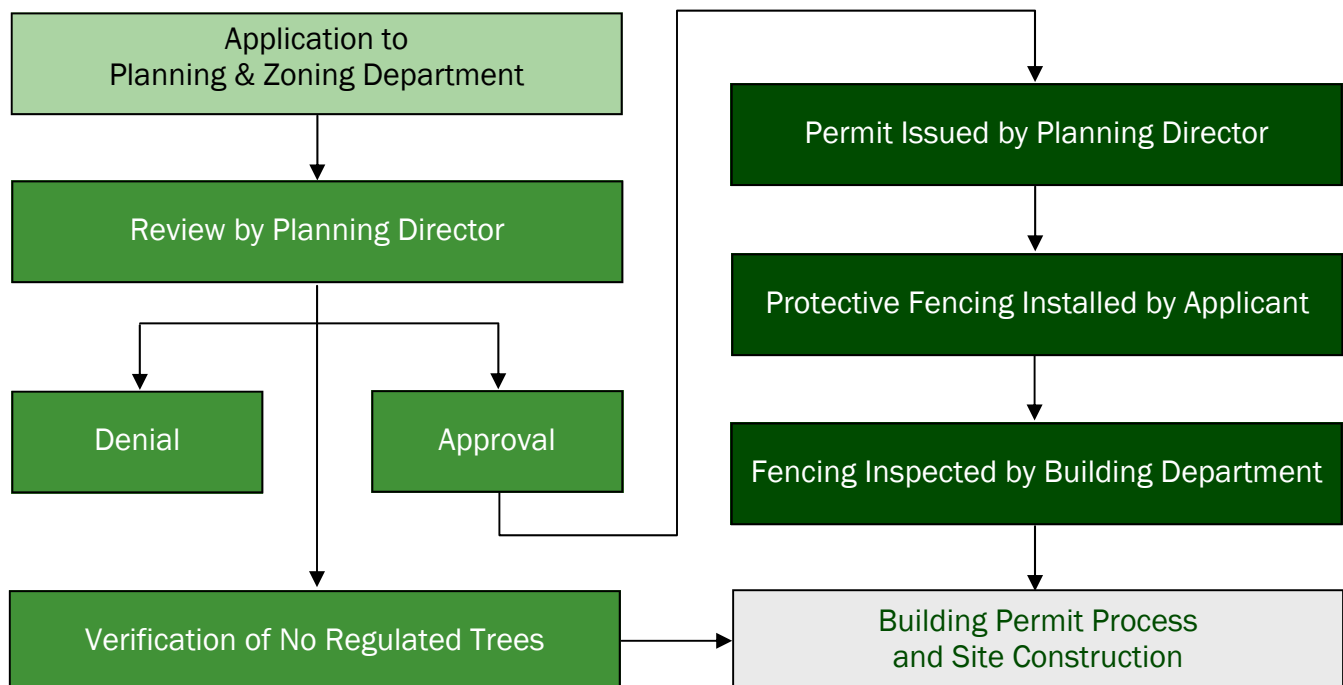 Application to
Planning & Zoning Department
Review by Planning Director
Denial
Approval
Verification of No Regulated Trees
Permit Issued by Planning Director
Protective Fencing Installed by Applicant
Fencing Inspected by Building Department
Building Permit Process
and Site Construction